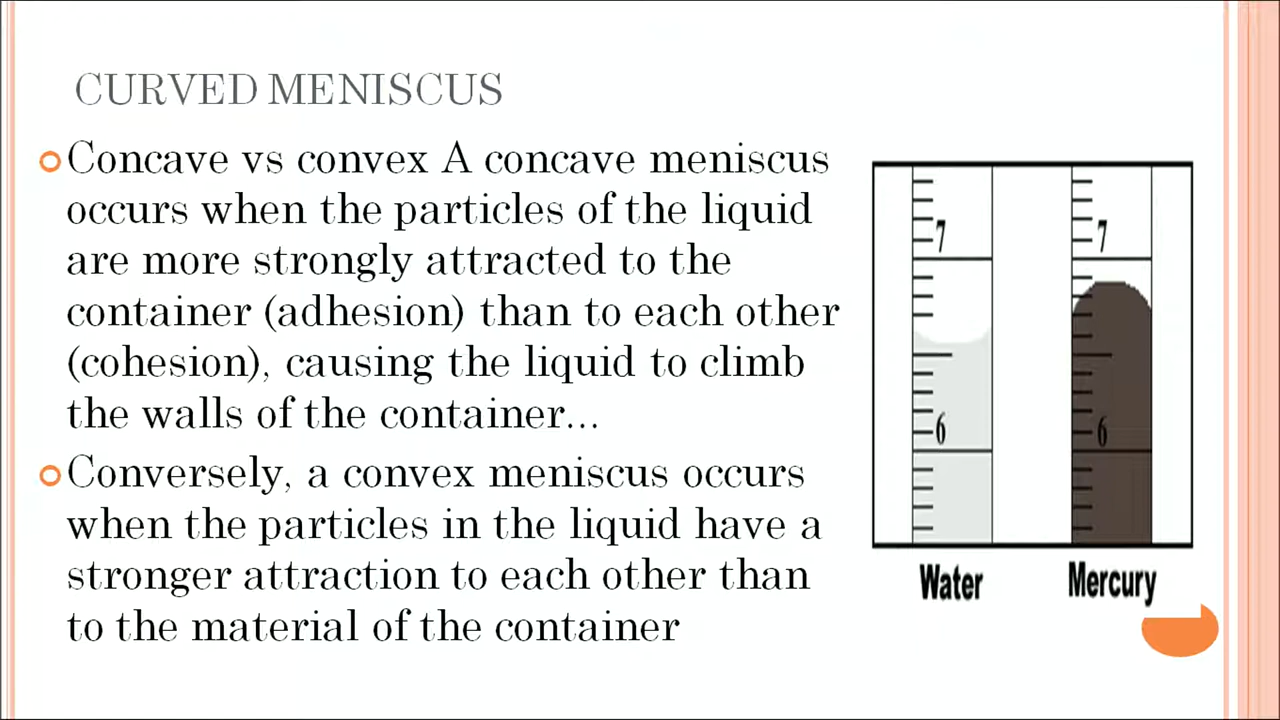 CURVED MENISCUS
Concave vs convex A concave meniscus
occurs when the particles of the liquid
are more strongly attracted to the
container (adhesion) than to each other
(cohesion), causing the liquid to climb
the walls of the container...
Conversely, a convex meniscus occurs
when the particles in the liquid have a
stronger attraction to each other than
to the material of the container
7
7
6
6
Water
Mercury